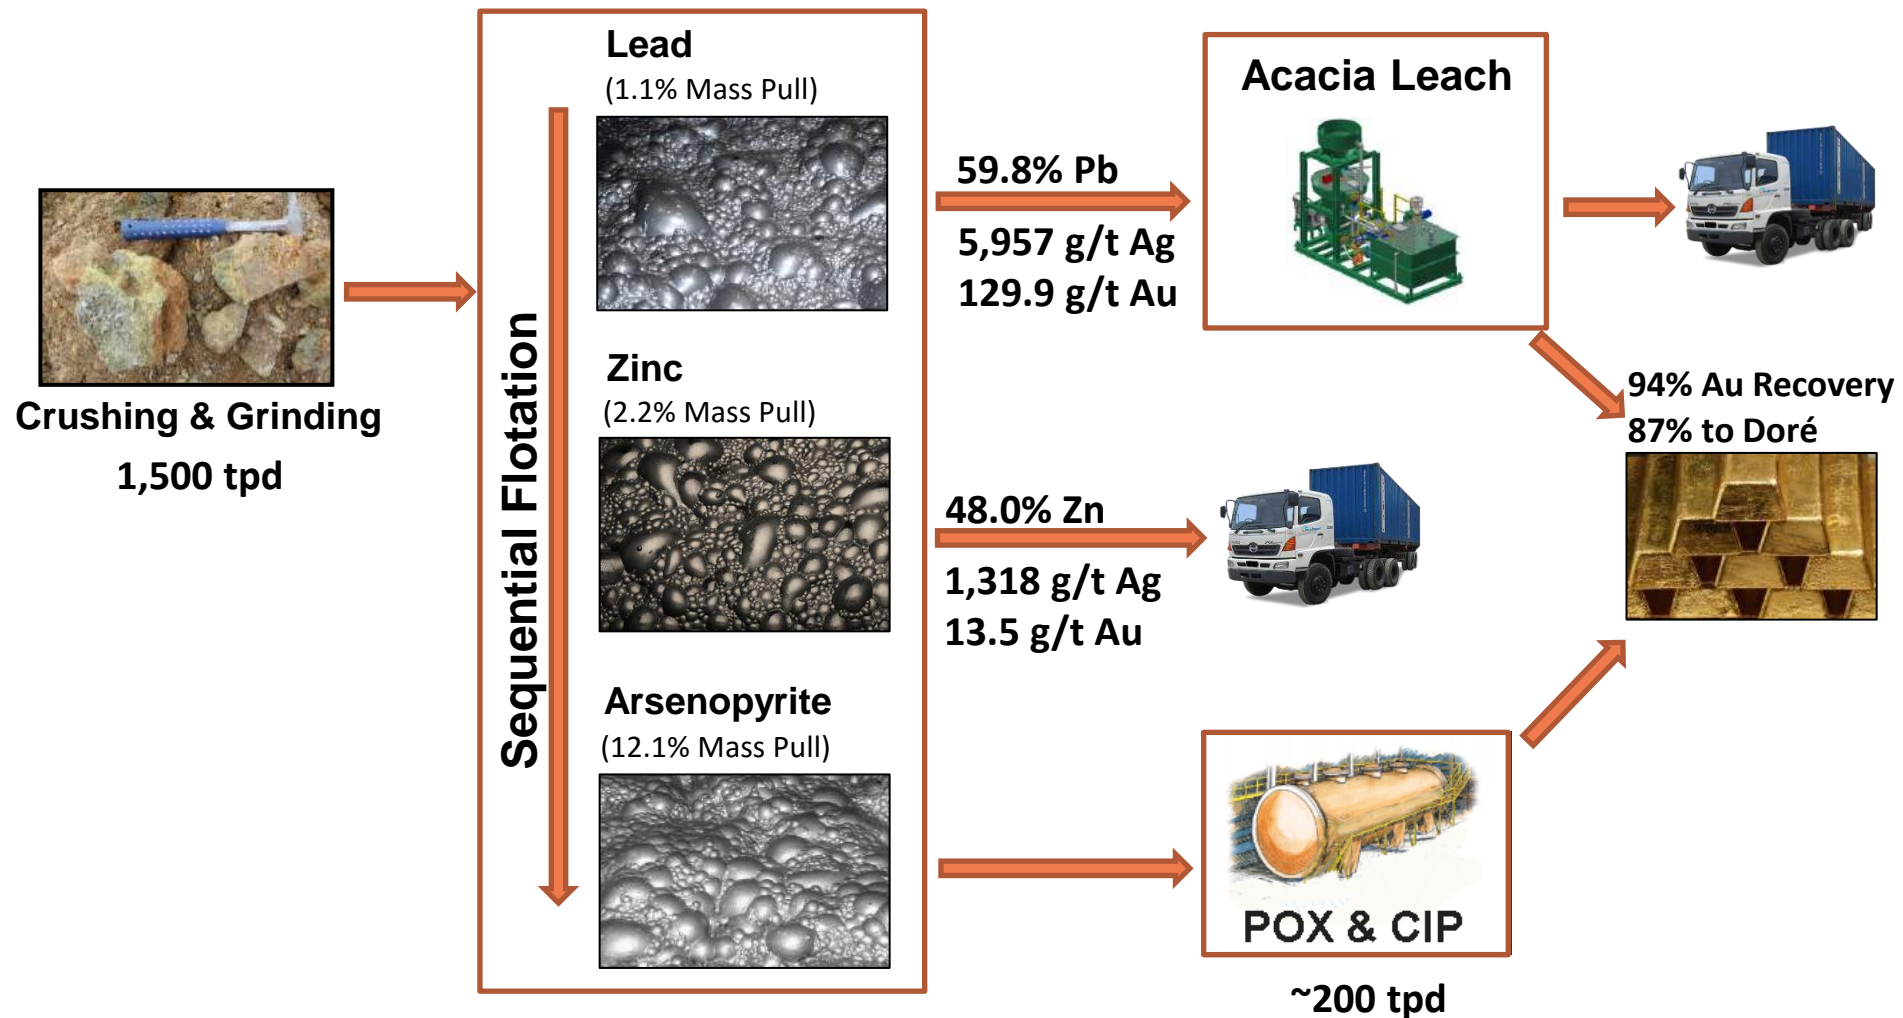 Crushing & Grinding
1,500 tpd
Sequential Flotation
Lead
(1.1% Mass Pull)
Zinc
(2.2% Mass Pull)
Arsenopyrite
(12.1% Mass Pull)
59.8% Pb
5,957 g/t Ag
129.9 g/t Au
48.0% Zn
1,318 g/t Ag
13.5 g/t Au
Acacia Leach
94% Au Recovery
87% to Doré
POX & CIP
~200 tpd